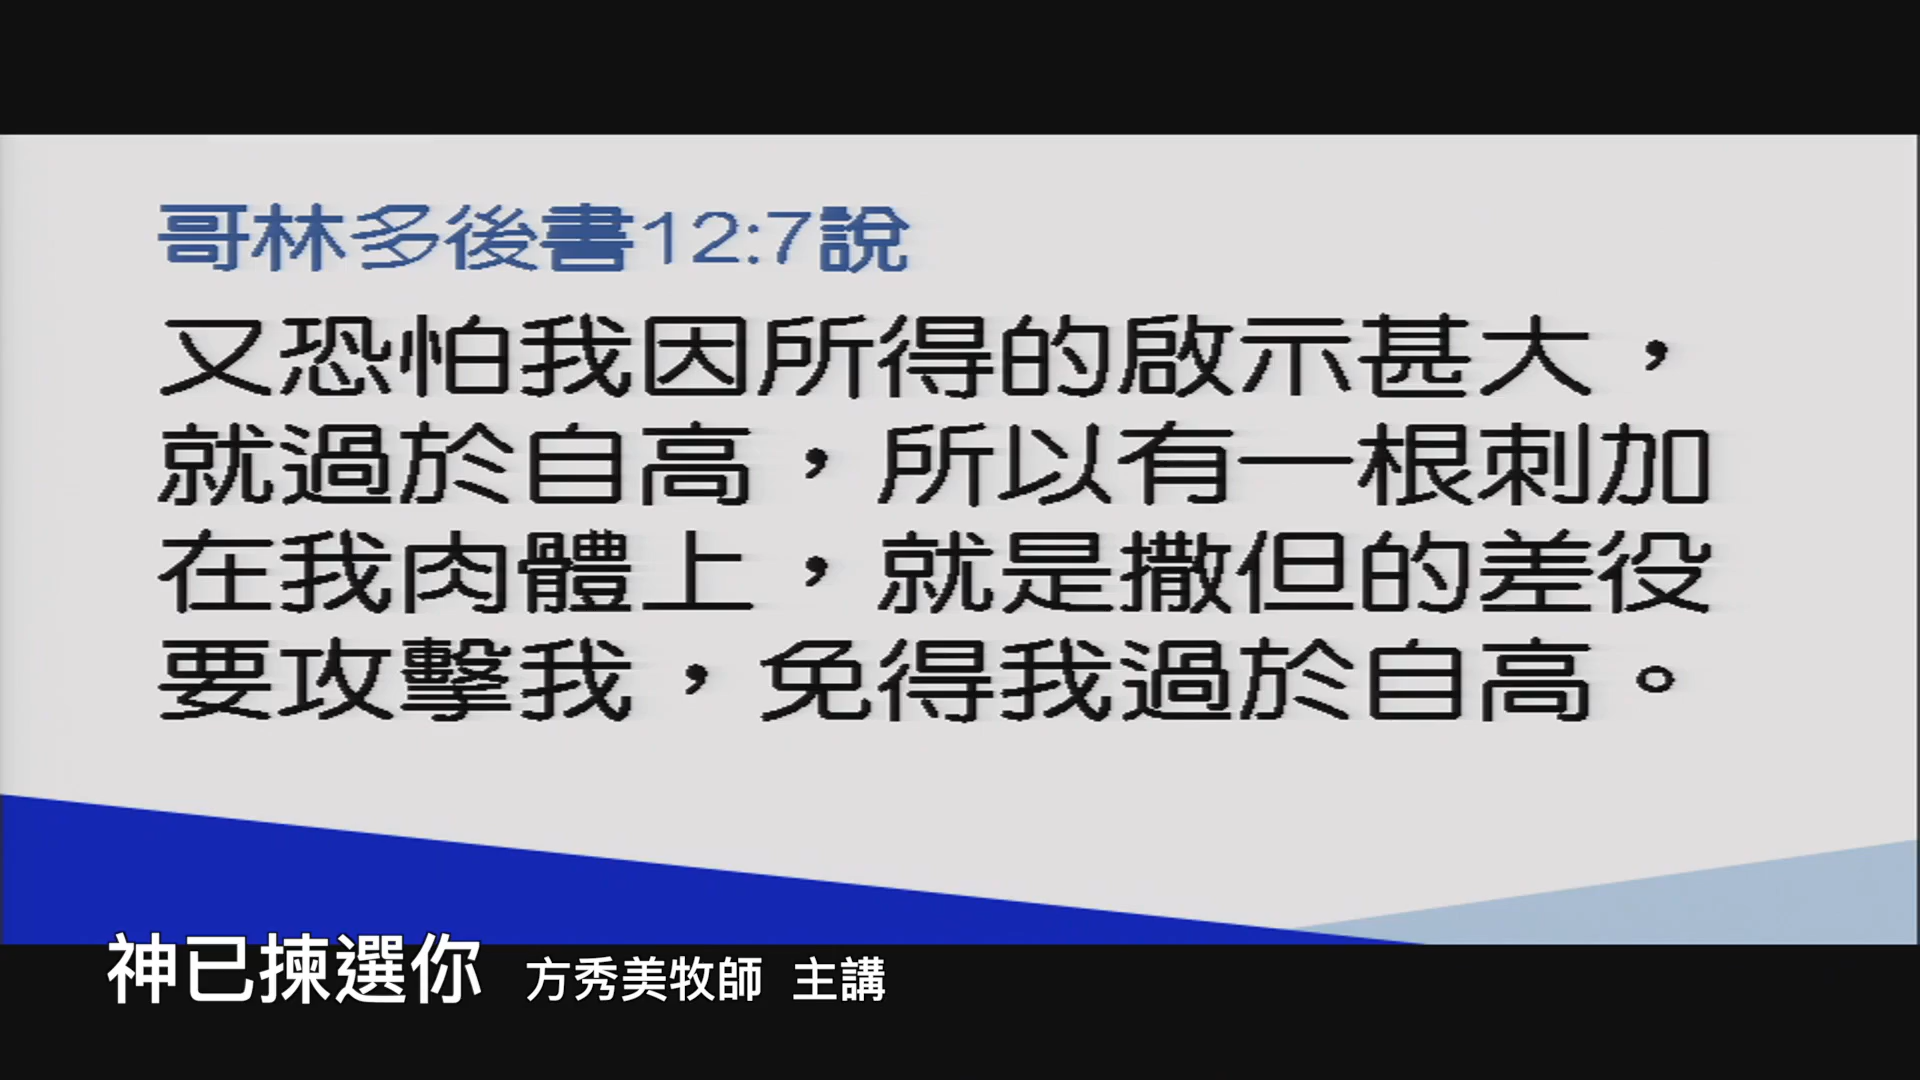 哥林多後書12:7說
又恐怕我因所得的啟示甚大，
就過於自高，所以有一根刺加
在我肉體上，就是撒但的差役
要攻擊我，免得我過於自高。
神已揀選你 方秀美牧師 主講